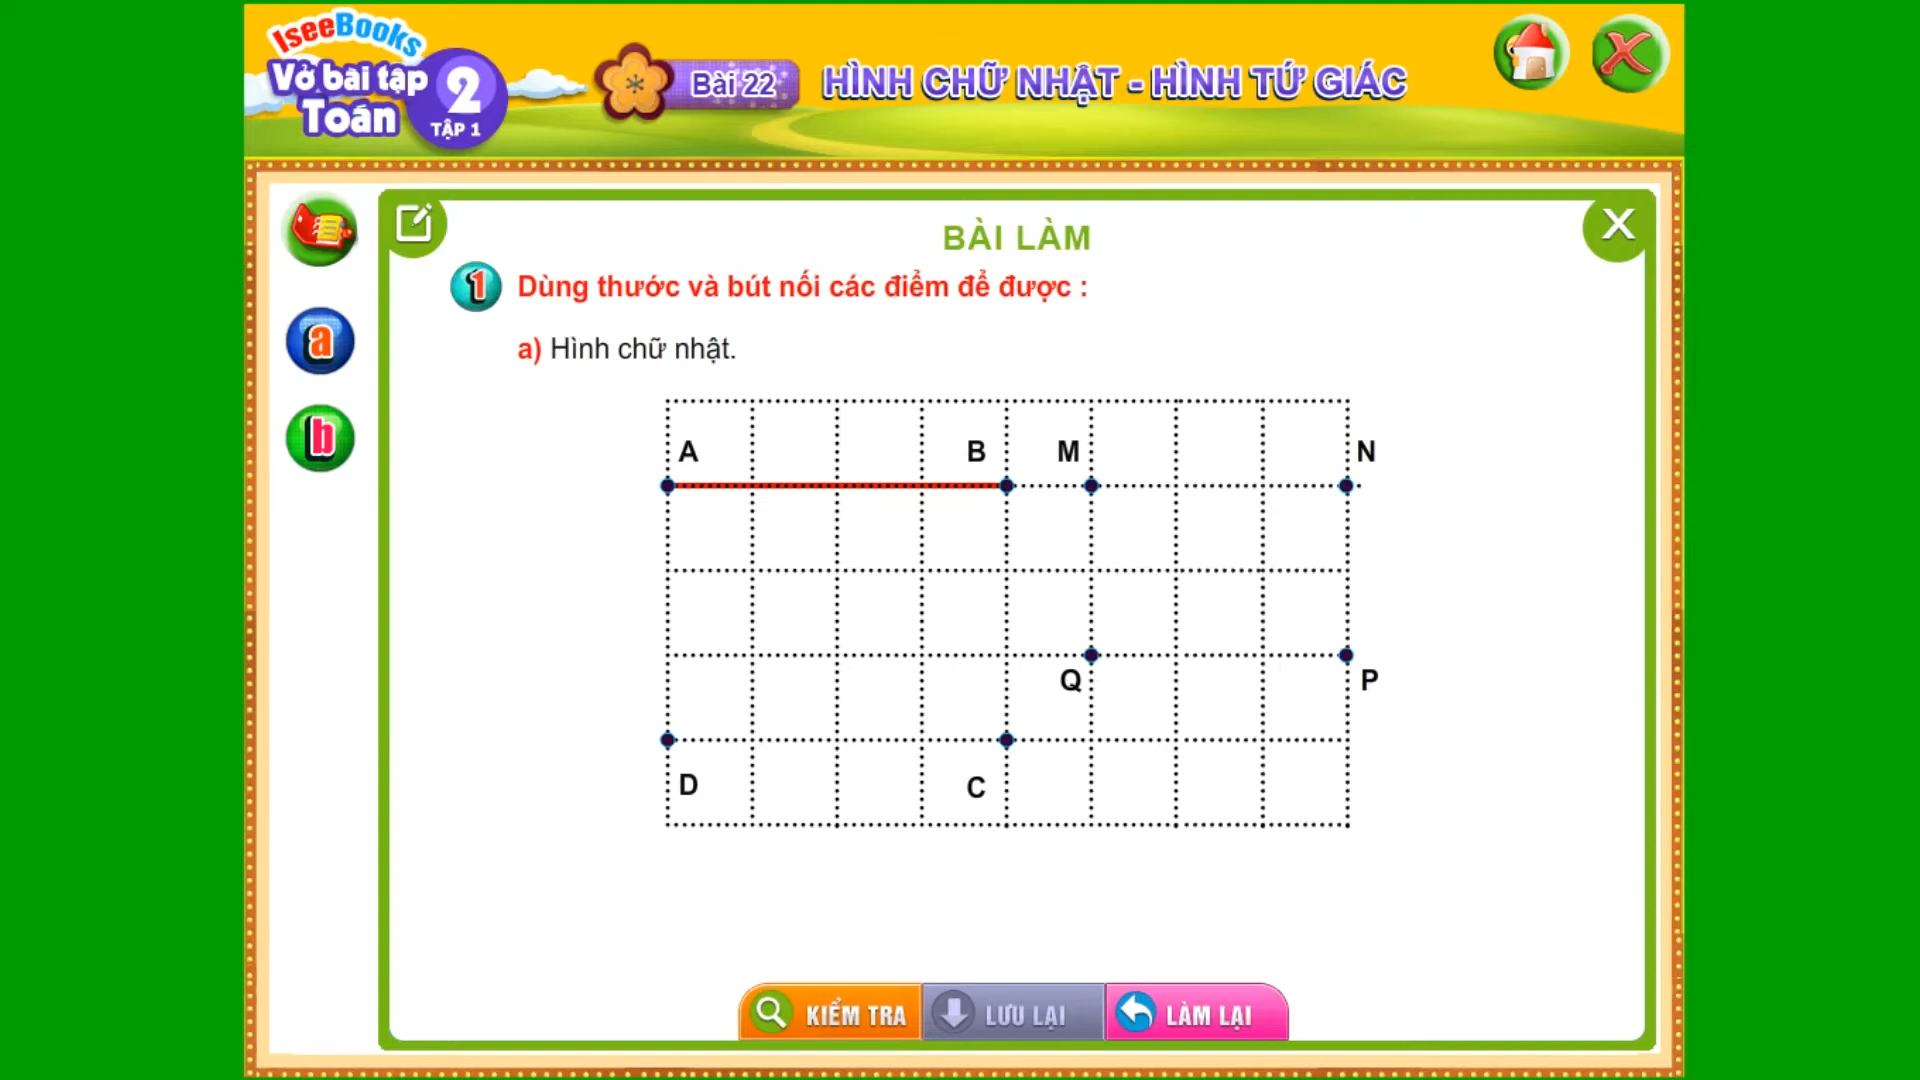 IseeBooks
Vở bài tập
Toán
2
TẬP 1
Bài 22
HÌNH CHỮ NHẬT - HÌNH TỨ GIÁC
a
b
BÀI LÀM
1 Dùng thước và bút nối các điểm để được :
a) Hình chữ nhật.
A B M N
Q P
D C
KIỂM TRA LƯU LẠI LÀM LẠI